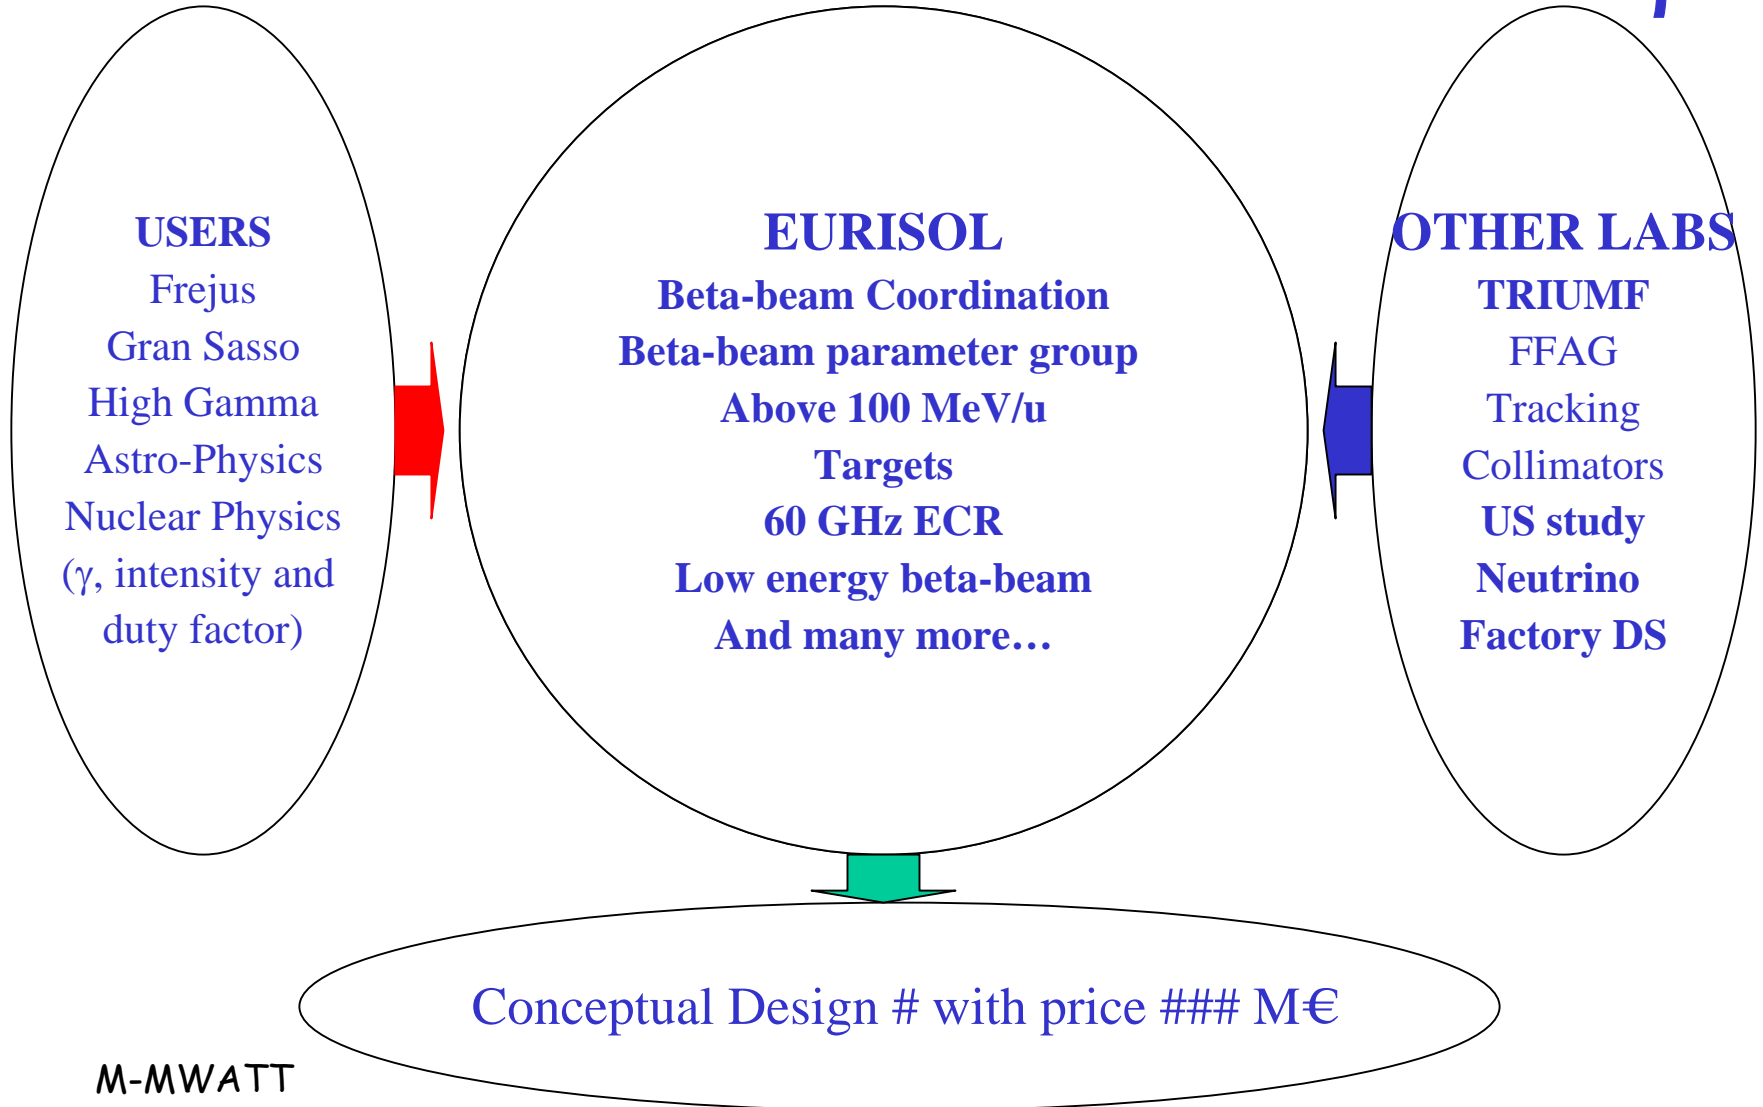 USERS
Frejus
Gran Sasso
High Gamma
Astro-Physics
Nuclear Physics
(γ, intensity and
duty factor)
EURISOL
Beta-beam Coordination
Beta-beam parameter group
Above 100 MeV/u
Targets
60 GHz ECR
Low energy beta-beam
And many more…
OTHER LABS
TRIUMF
FFAG
Tracking
Collimators
US study
Neutrino
Factory DS
Conceptual Design # with price ### M€
M-MWATT